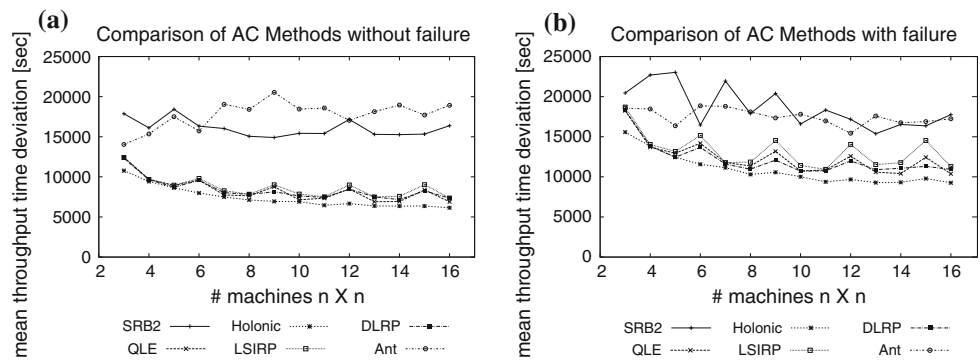 (a)
Comparison of AC Methods without failure
mean throughput time deviation [sec]
25000
20000
15000
10000
5000
0
2 4 6 8 10 12 14 16
# machines n X n
SRB2 Holonic DLRP
QLE LSIRP Ant
(b)
Comparison of AC Methods with failure
mean throughput time deviation [sec]
25000
20000
15000
10000
5000
0
2 4 6 8 10 12 14 16
# machines n X n
SRB2 Holonic DLRP
QLE LSIRP Ant